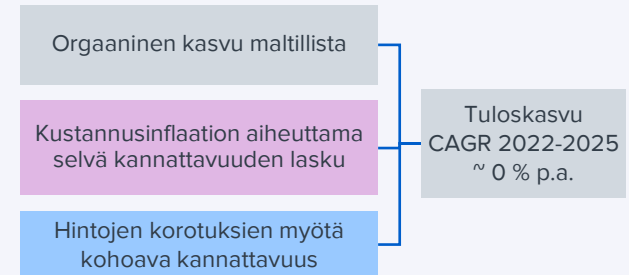 Orgaaninen kasvu maltillista
Kustannusinflaation aiheuttama
selvä kannattavuuden lasku
Hintojen korotuksien myötä
kohoava kannattavuus
Tuloskasvu
CAGR 2022-2025
~ 0 % p.a.